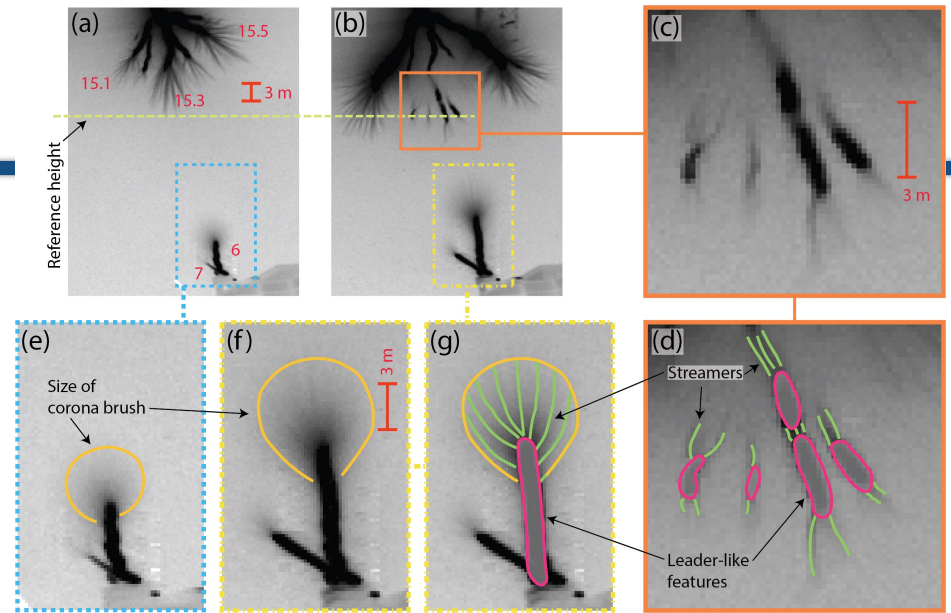 (a)
15.5
15.1
15.3
3 m
Reference height
6
7
(b)
(c)
3 m
(e)
Size of
corona brush
(f)
3 m
(g)
(d)
Streamers
Leader-like
features